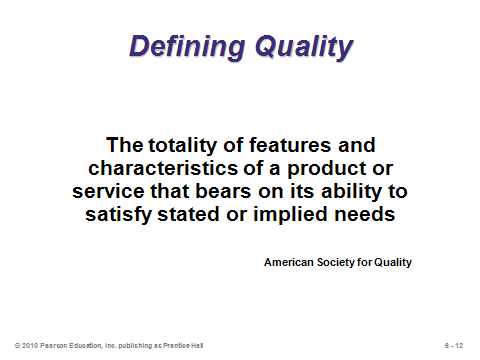 Defining Quality
The totality of features and
characteristics of a product or
service that bears on its ability to
satisfy stated or implied needs
American Society for Quality
© 2010 Pearson Education, Inc. publishing as Prentice Hall
6 - 12